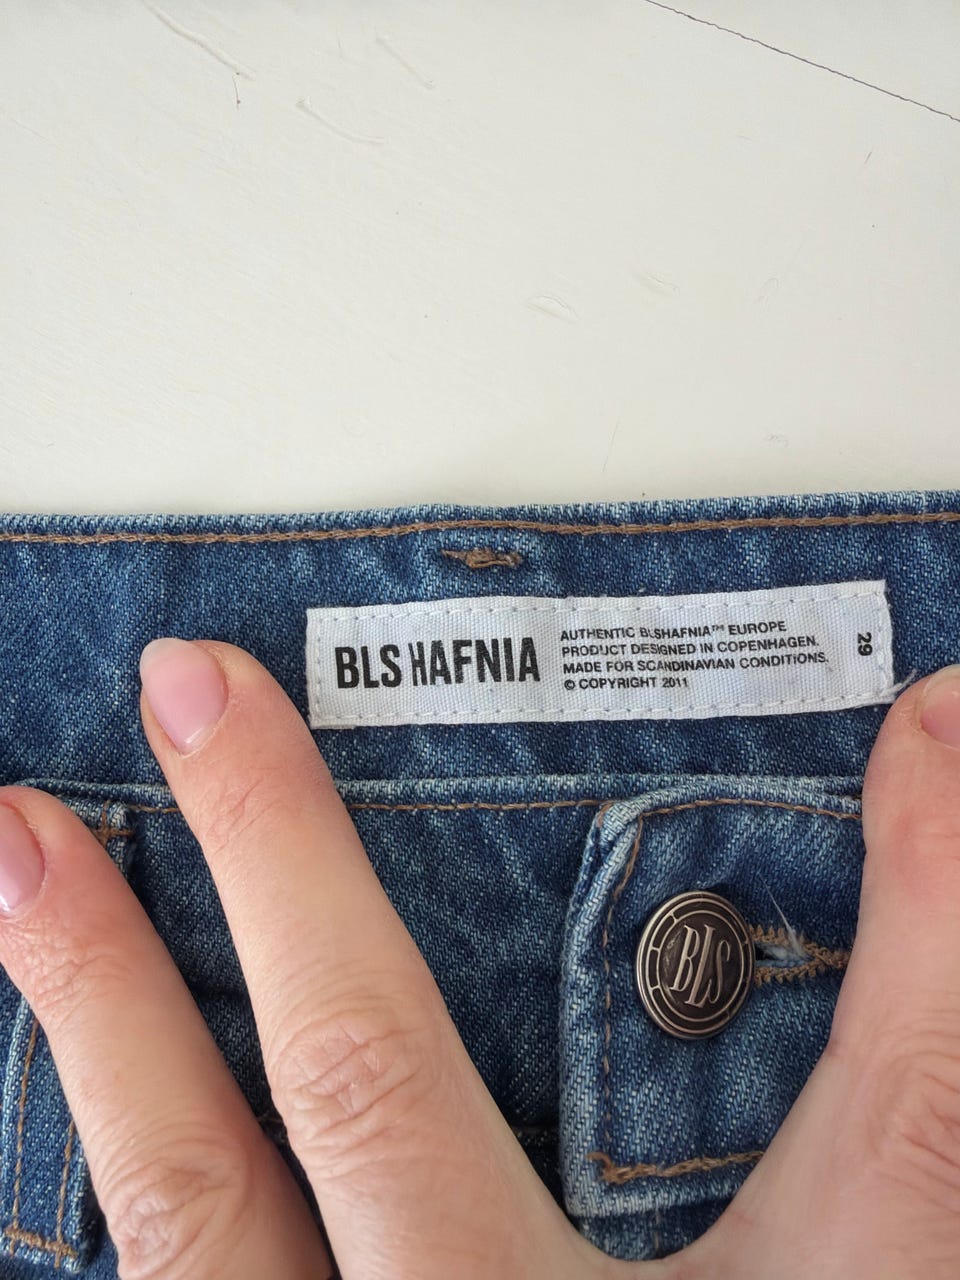 BLS HAFNIA
AUTHENTIC BLSHAFNIA™ EUROPE
PRODUCT DESIGNED IN COPENHAGEN.
MADE FOR SCANDINAVIAN CONDITIONS.
© COPYRIGHT 2011
29
BLS